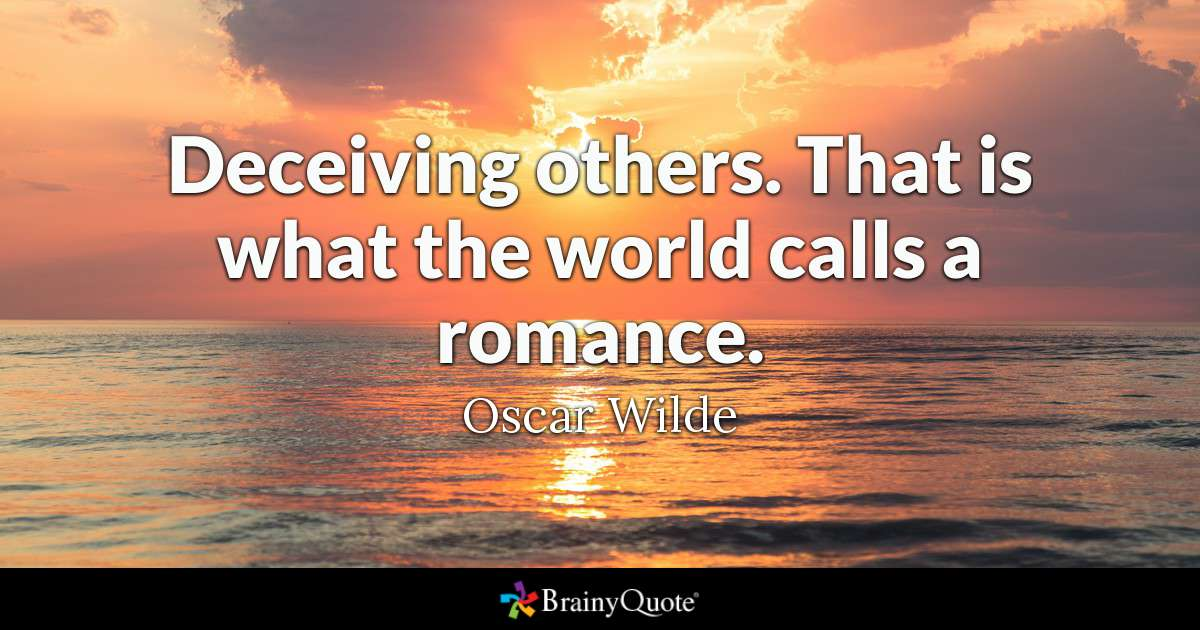 Deceiving others. That is
what the world calls a
romance.
Oscar Wilde
BrainyQuote®